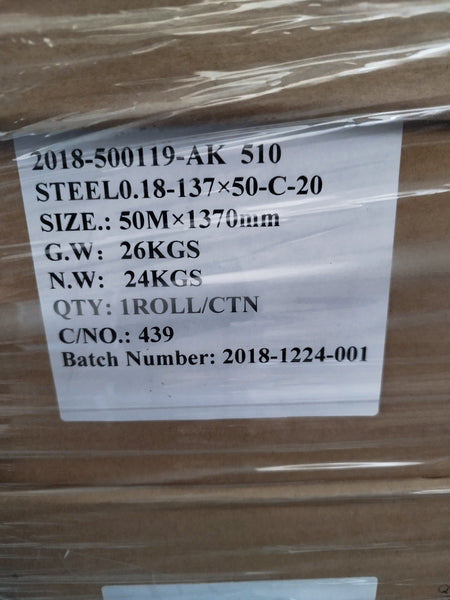 2018-500119-AK 510
STEEL0.18-137×50-C-20
SIZE.: 50M×1370mm
G.W: 26KGS
N.W: 24KGS
QTY: 1ROLL/CTN
C/NO.: 439
Batch Number: 2018-1224-001